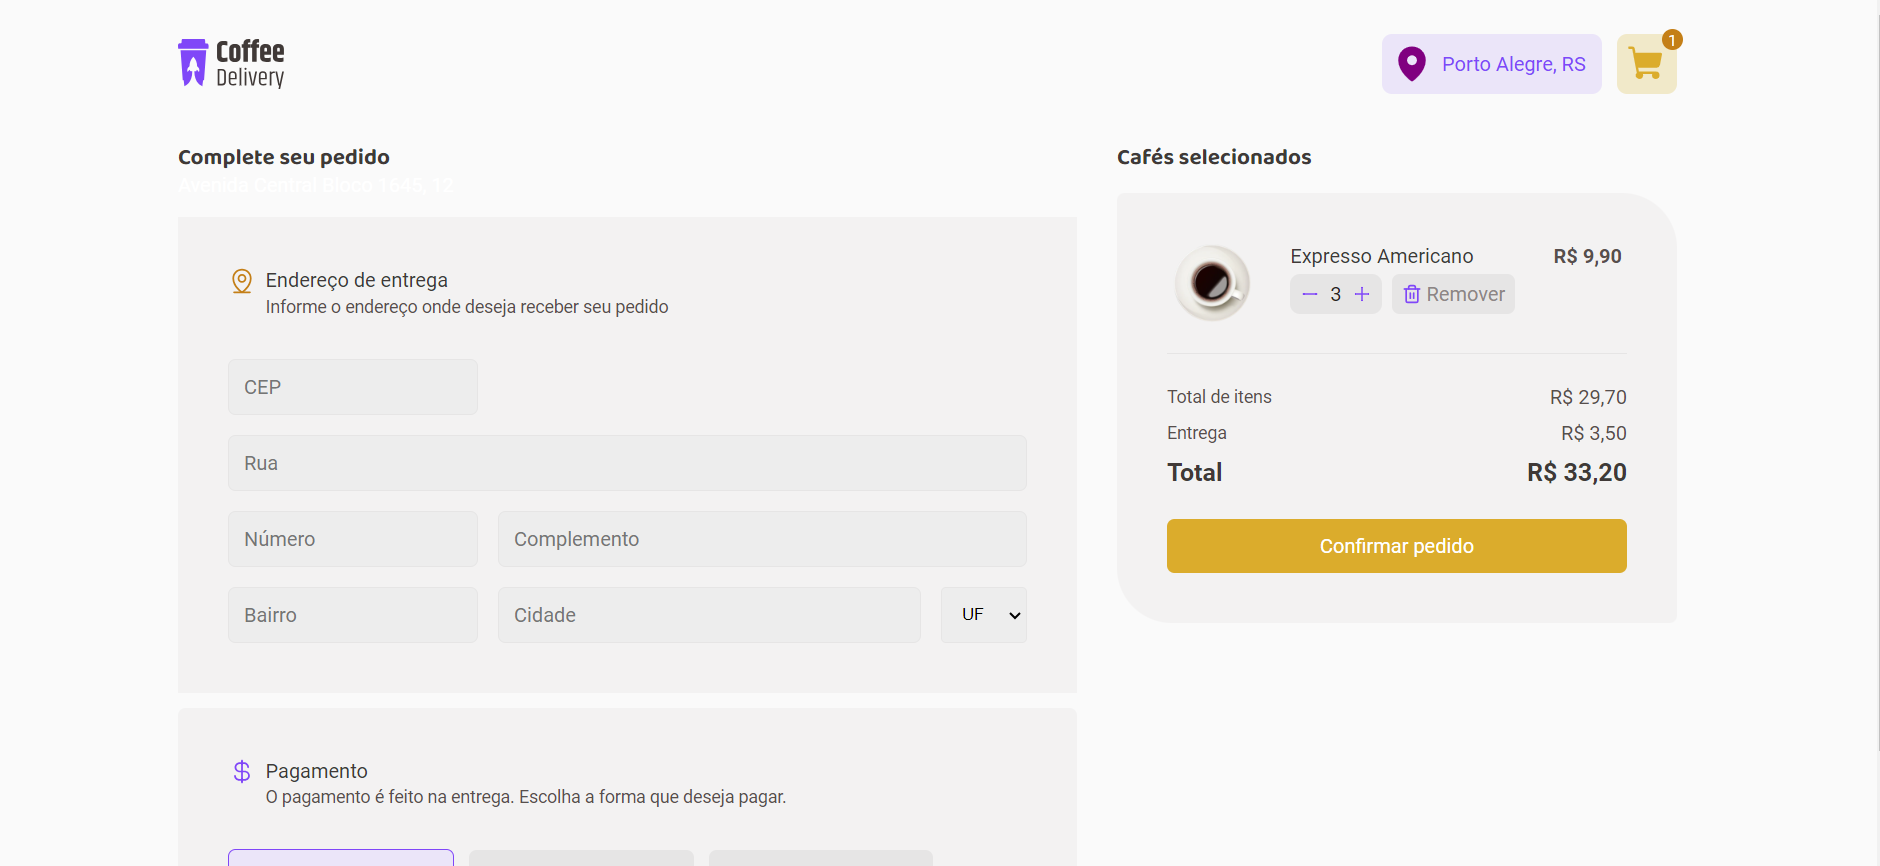 Coffee
Delivery
Porto Alegre, RS
1
Complete seu pedido
Avenida Central Bloco 1645, 12
Endereço de entrega
Informe o endereço onde deseja receber seu pedido
CEP
Rua
Número
Complemento
Bairro
Cidade
UF
Pagamento
O pagamento é feito na entrega. Escolha a forma que deseja pagar.
Cafés selecionados
Expresso Americano
R$ 9,90
3
Remover
Total de itens
R$ 29,70
Entrega
R$ 3,50
Total
R$ 33,20
Confirmar pedido